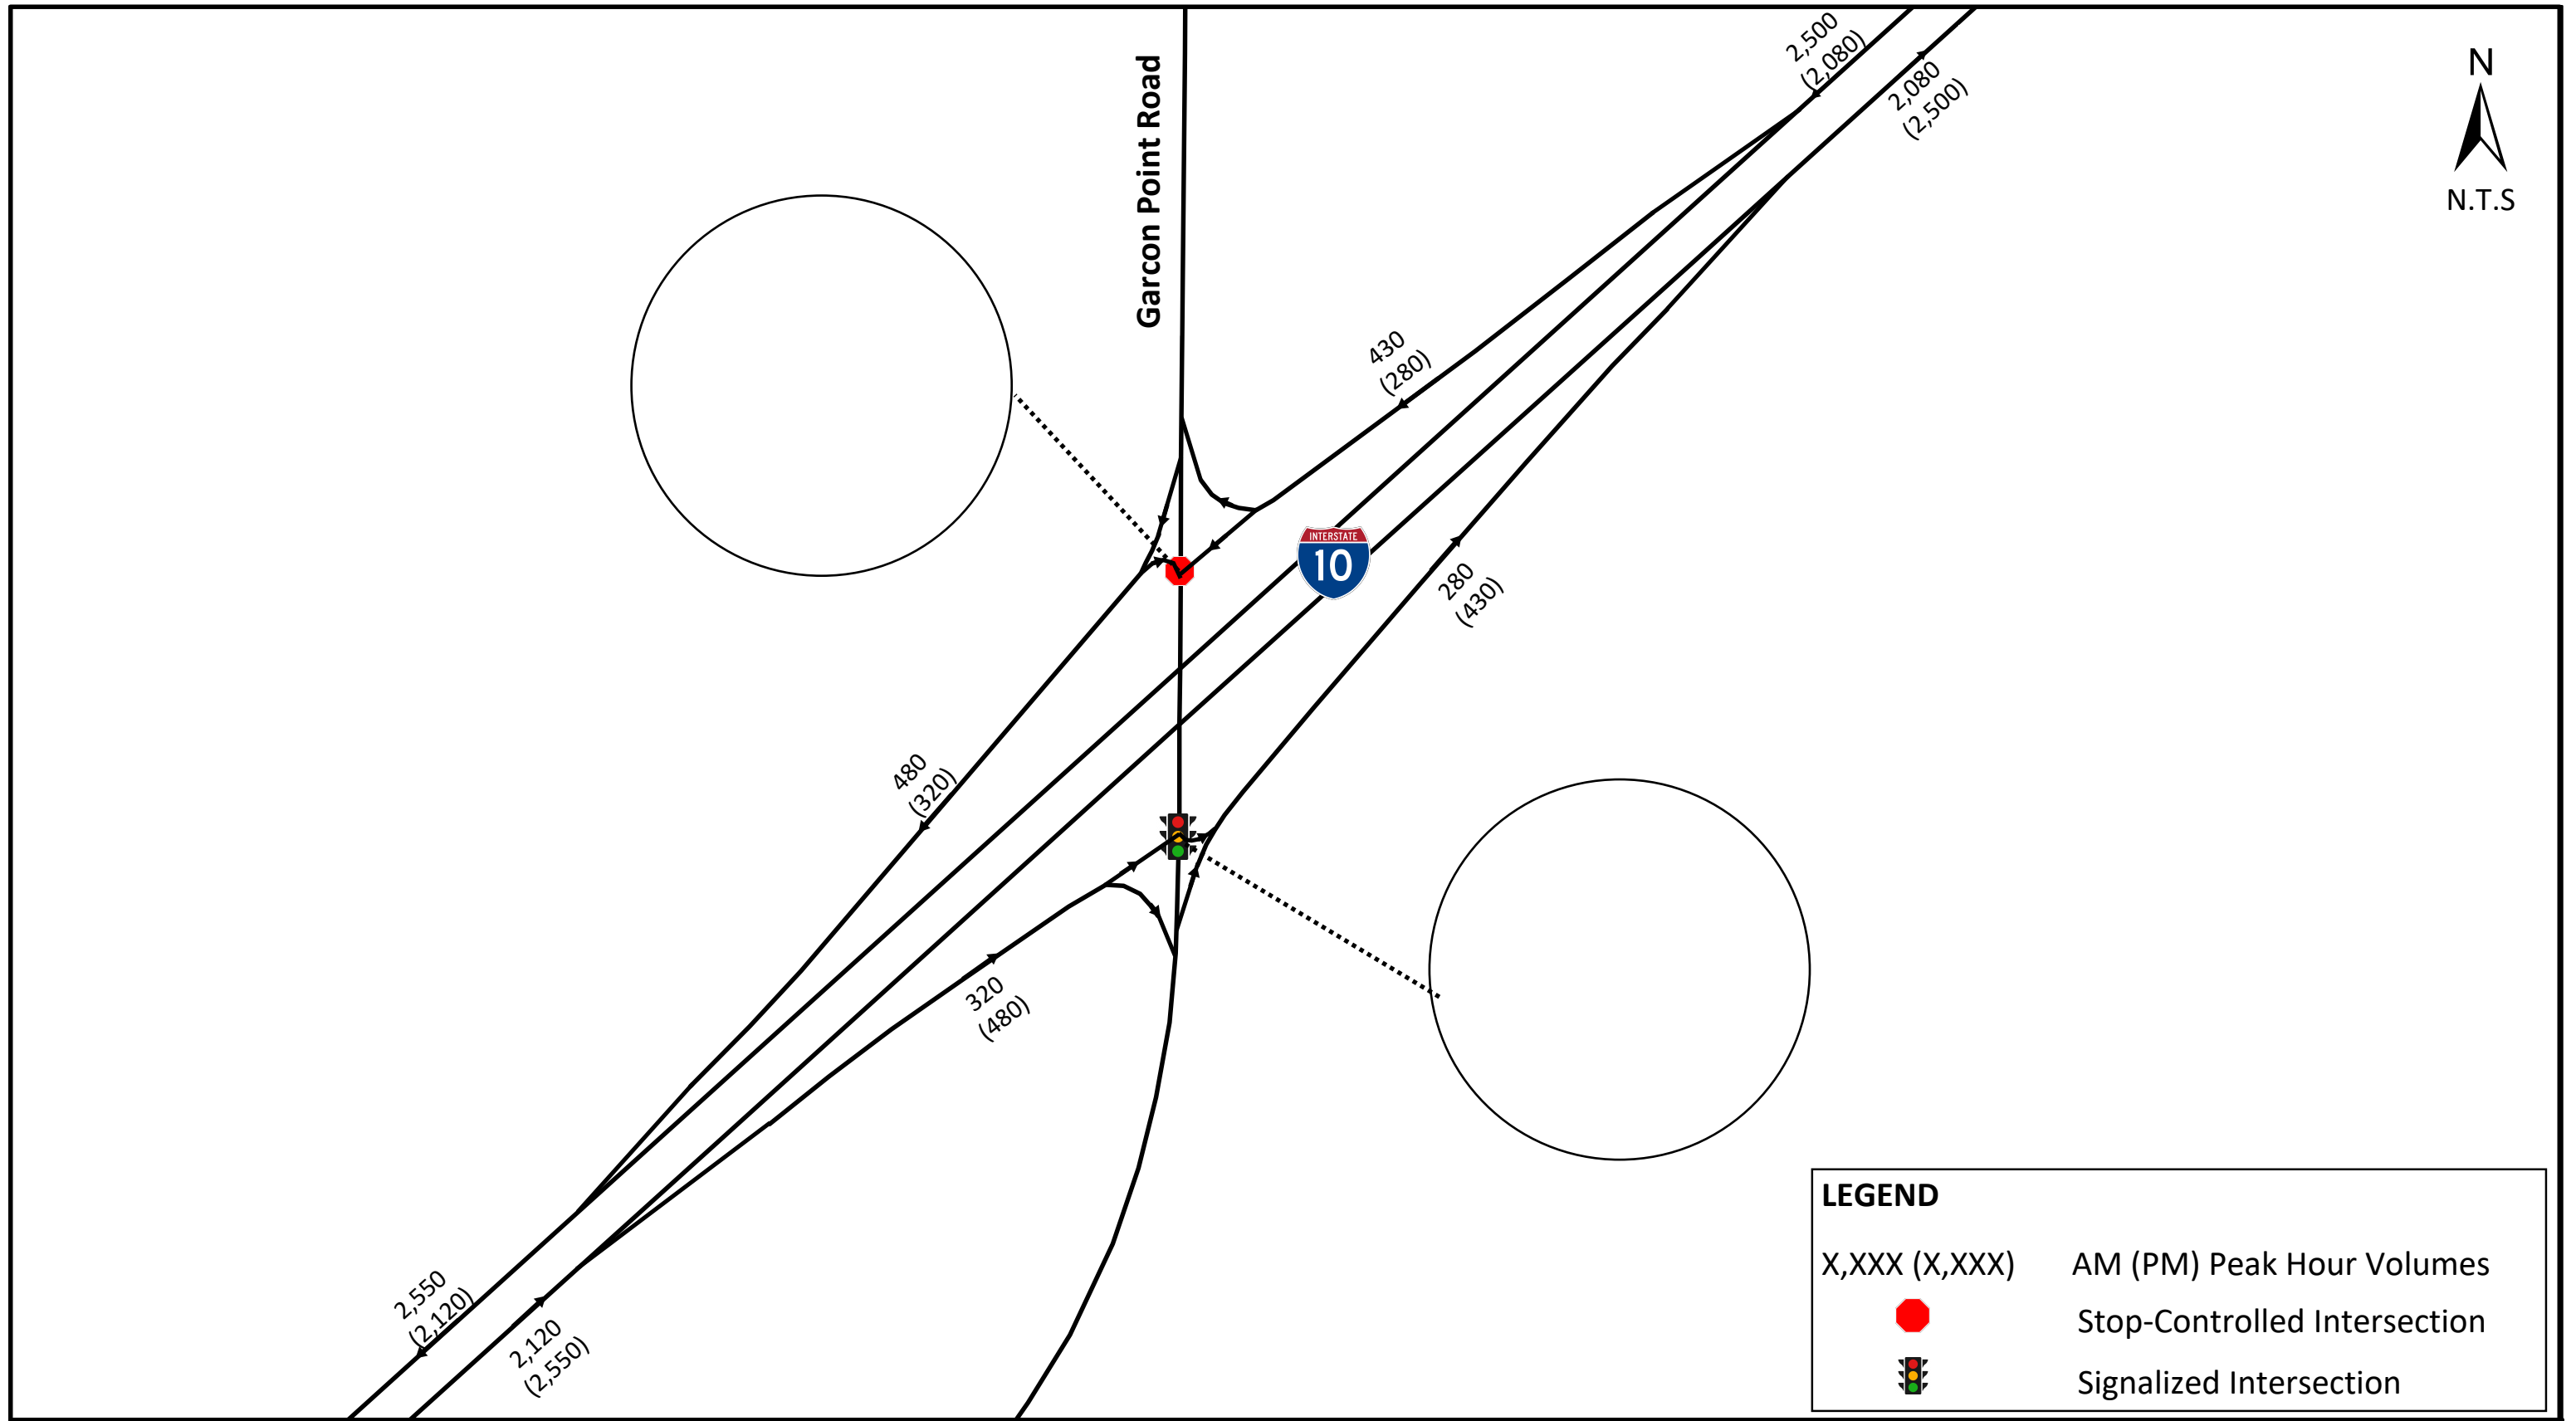 2,500
(2,080)
2,080
(2,500)
N
N.T.S
Garcon Point Road
430
(280)
INTERSTATE
10
280
(430)
480
(320)
320
(480)
2,550
(2,120)
2,120
(2,550)
LEGEND
X,XXX (X,XXX) AM (PM) Peak Hour Volumes
Stop-Controlled Intersection
Signalized Intersection